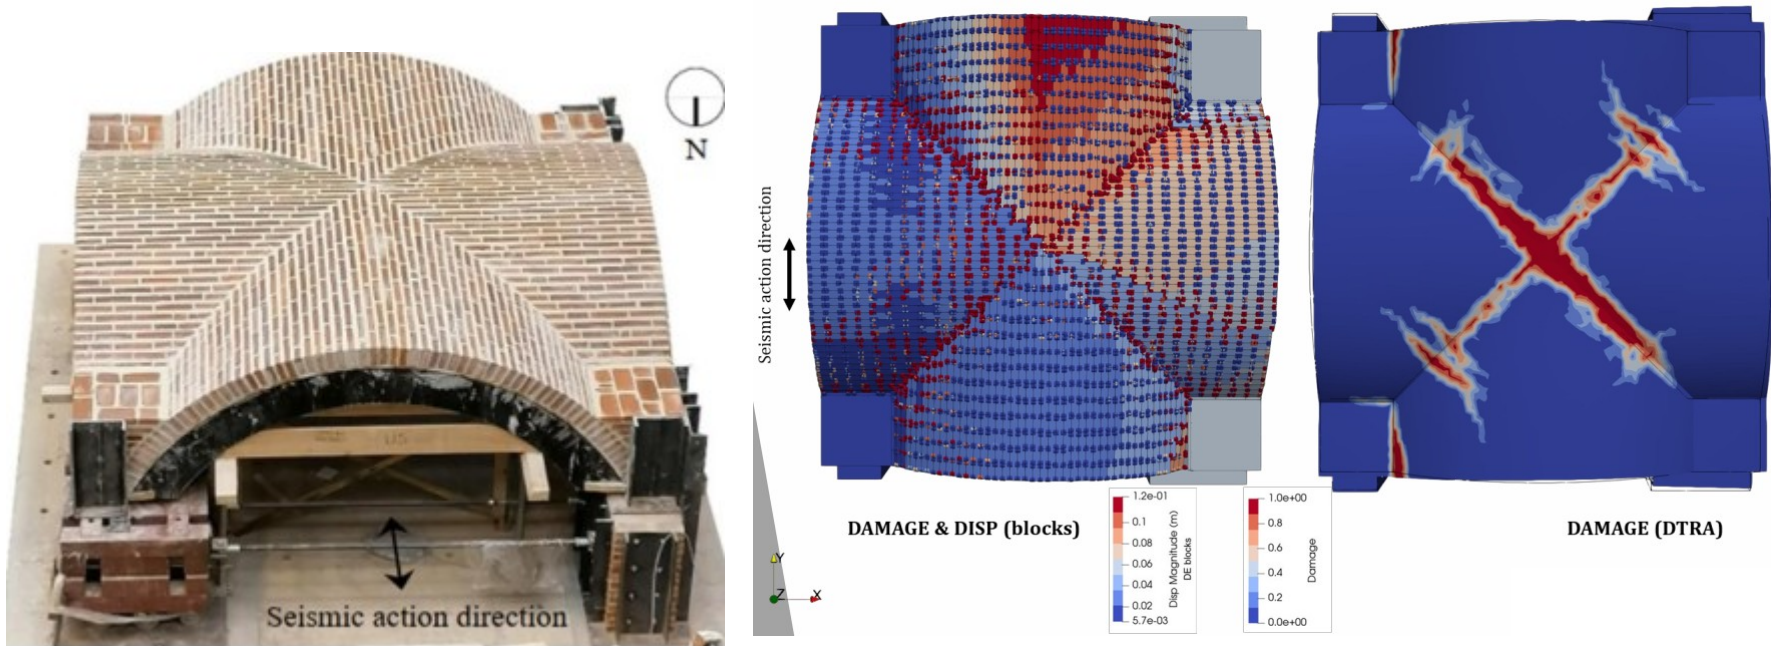 N
Seismic action direction
Seismic action direction
DAMAGE & DISP (blocks)
1.2e-01
0.1
0.08
0.06
0.04
0.02
5.7e-03
Disp Magnitude (m)
DE blocks
1.0e+00
0.8
0.6
0.4
0.2
0.0e+00
Damage
DAMAGE (DTRA)
Y
Z
X